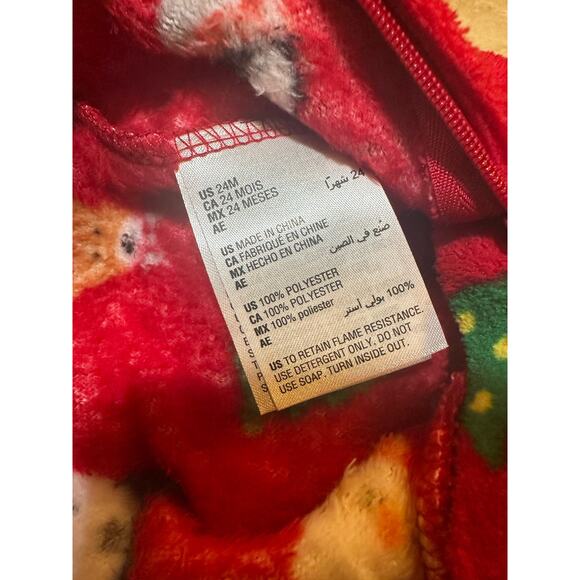 US 24M
CA 24 MOIS
MX 24 MESES
AE 24 شهرًا
US MADE IN CHINA
CA FABRIQUÉ EN CHINE
MX HECHO EN CHINA
AE صنع في الصين
US 100% POLYESTER
CA 100% POLYESTER
MX 100% poliester
AE 100% بولي أستر
US TO RETAIN FLAME RESISTANCE.
USE DETERGENT ONLY, DO NOT
USE SOAP. TURN INSIDE OUT.